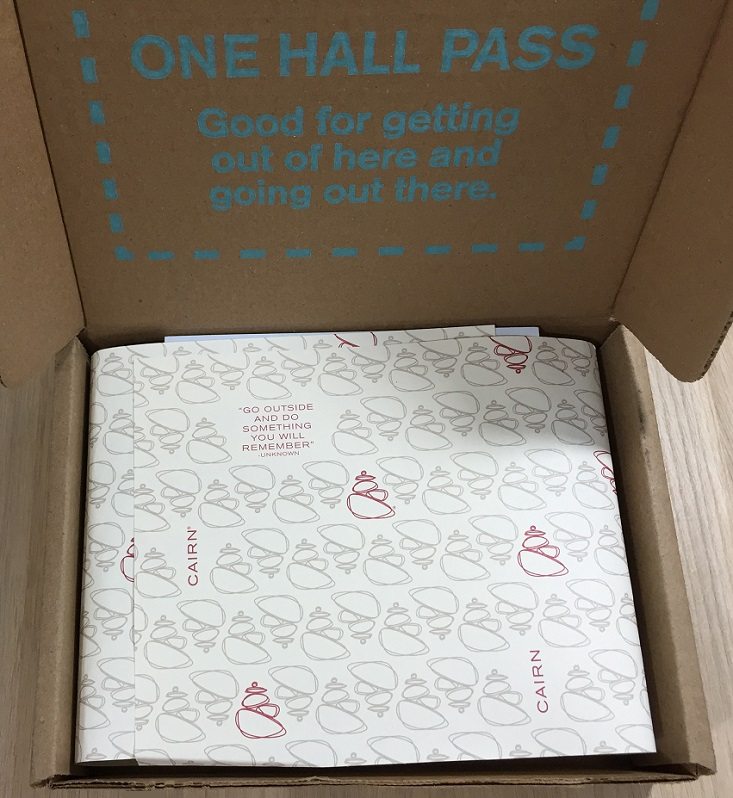 ONE HALL PASS
Good for getting
out of here and
going out there.
"GO OUTSIDE
AND DO
SOMETHING
YOU WILL
REMEMBER"
-UNKNOWN
CAIRN®
CAIRN